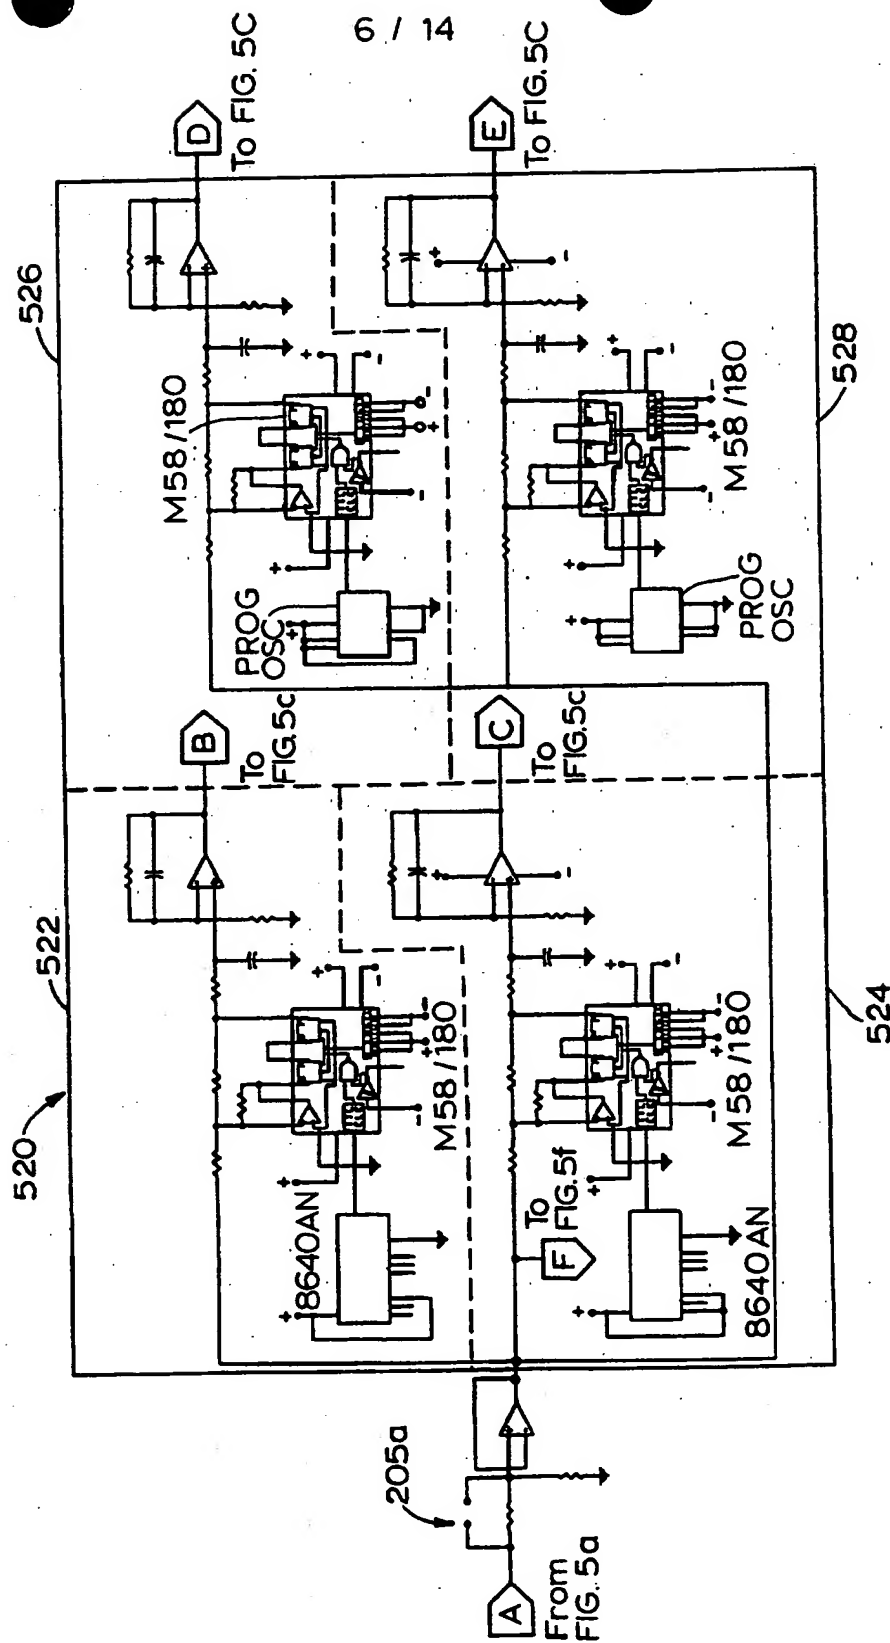 6 / 14
520
522
526
B
To
FIG.5c
D
To FIG.5C
+
8640AN
+
-
+
-
-
M58/180
PROG
OSC
+
M58/180
+
-
+
-
+
-
205a
A
From
FIG.5a
F
To
FIG.5f
C
To
FIG.5c
E
To FIG.5C
+
8640AN
+
-
+
-
+
-
+
-
M58/180
524
PROG
OSC
+
+
-
+
-
+
-
+
-
M58/180
528